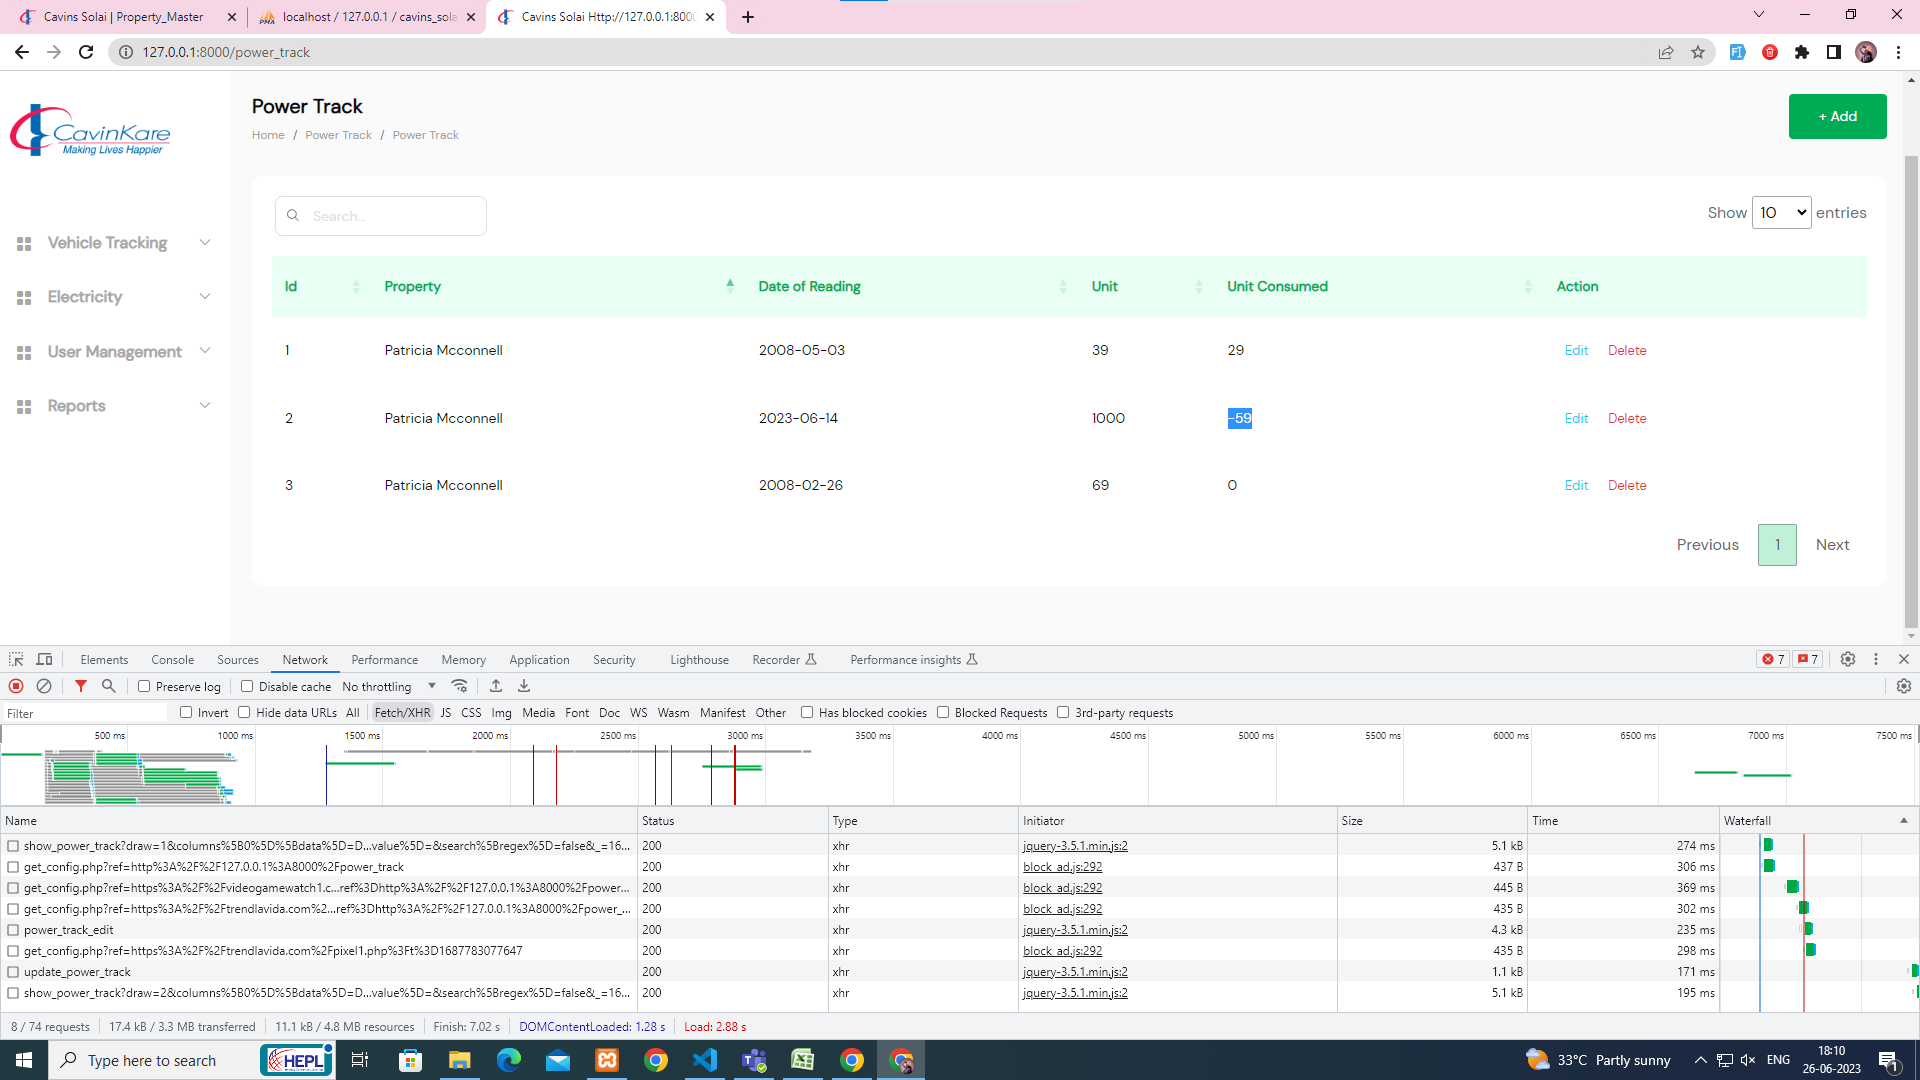 Cavins Solai | Property_Master
localhost / 127.0.0.1 / cavins_sola
Cavins Solai Http://127.0.0.1:8000
127.0.0.1:8000/power_track
CavinKare
Making Lives Happier
Power Track
Home / Power Track / Power Track
+ Add
Vehicle Tracking
Electricity
User Management
Reports
Search...
Show 10 entries
Id Property Date of Reading Unit Unit Consumed Action
1 Patricia Mcconnell 2008-05-03 39 29 Edit Delete
2 Patricia Mcconnell 2023-06-14 1000 -59 Edit Delete
3 Patricia Mcconnell 2008-02-26 69 0 Edit Delete
Previous 1 Next
Elements Console Sources Network Performance Memory Application Security Lighthouse Recorder Performance insights 7 7
Preserve log Disable cache No throttling
Filter Invert Hide data URLs All Fetch/XHR JS CSS Img Media Font Doc WS Wasm Manifest Other Has blocked cookies Blocked Requests 3rd-party requests
500 ms 1000 ms 1500 ms 2000 ms 2500 ms 3000 ms 3500 ms 4000 ms 4500 ms 5000 ms 5500 ms 6000 ms 6500 ms 7000 ms 7500 ms
Name Status Type Initiator Size Time Waterfall
show_power_track?draw=1&columns%5B0%5D%5Bdata%5D=D...value%5D=&search%5Bregex%5D=false&_=16... 200 xhr jquery-3.5.1.min.js:2 5.1 kB 274 ms
get_config.php?ref=http%3A%2F%2F127.0.0.1%3A8000%2Fpower_track 200 xhr block_ad.js:292 437 B 306 ms
get_config.php?ref=https%3A%2F%2Fvideogamewatch1.c...ref%3Dhttp%3A%2F%2F127.0.0.1%3A8000%2Fpower... 200 xhr block_ad.js:292 445 B 369 ms
get_config.php?ref=https%3A%2F%2Ftrendlavida.com%2...ref%3Dhttp%3A%2F%2F127.0.0.1%3A8000%2Fpower_... 200 xhr block_ad.js:292 435 B 302 ms
power_track_edit 200 xhr jquery-3.5.1.min.js:2 4.3 kB 235 ms
get_config.php?ref=https%3A%2F%2Ftrendlavida.com%2Fpixel1.php%3Ft%3D1687783077647 200 xhr block_ad.js:292 435 B 298 ms
update_power_track 200 xhr jquery-3.5.1.min.js:2 1.1 kB 171 ms
show_power_track?draw=2&columns%5B0%5D%5Bdata%5D=D...value%5D=&search%5Bregex%5D=false&_=16... 200 xhr jquery-3.5.1.min.js:2 5.1 kB 195 ms
8 / 74 requests 17.4 kB / 3.3 MB transferred 11.1 kB / 4.8 MB resources Finish: 7.02 s DOMContentLoaded: 1.28 s Load: 2.88 s
Type here to search HEPL 33°C Partly sunny ENG 18:10
26-06-2023 1